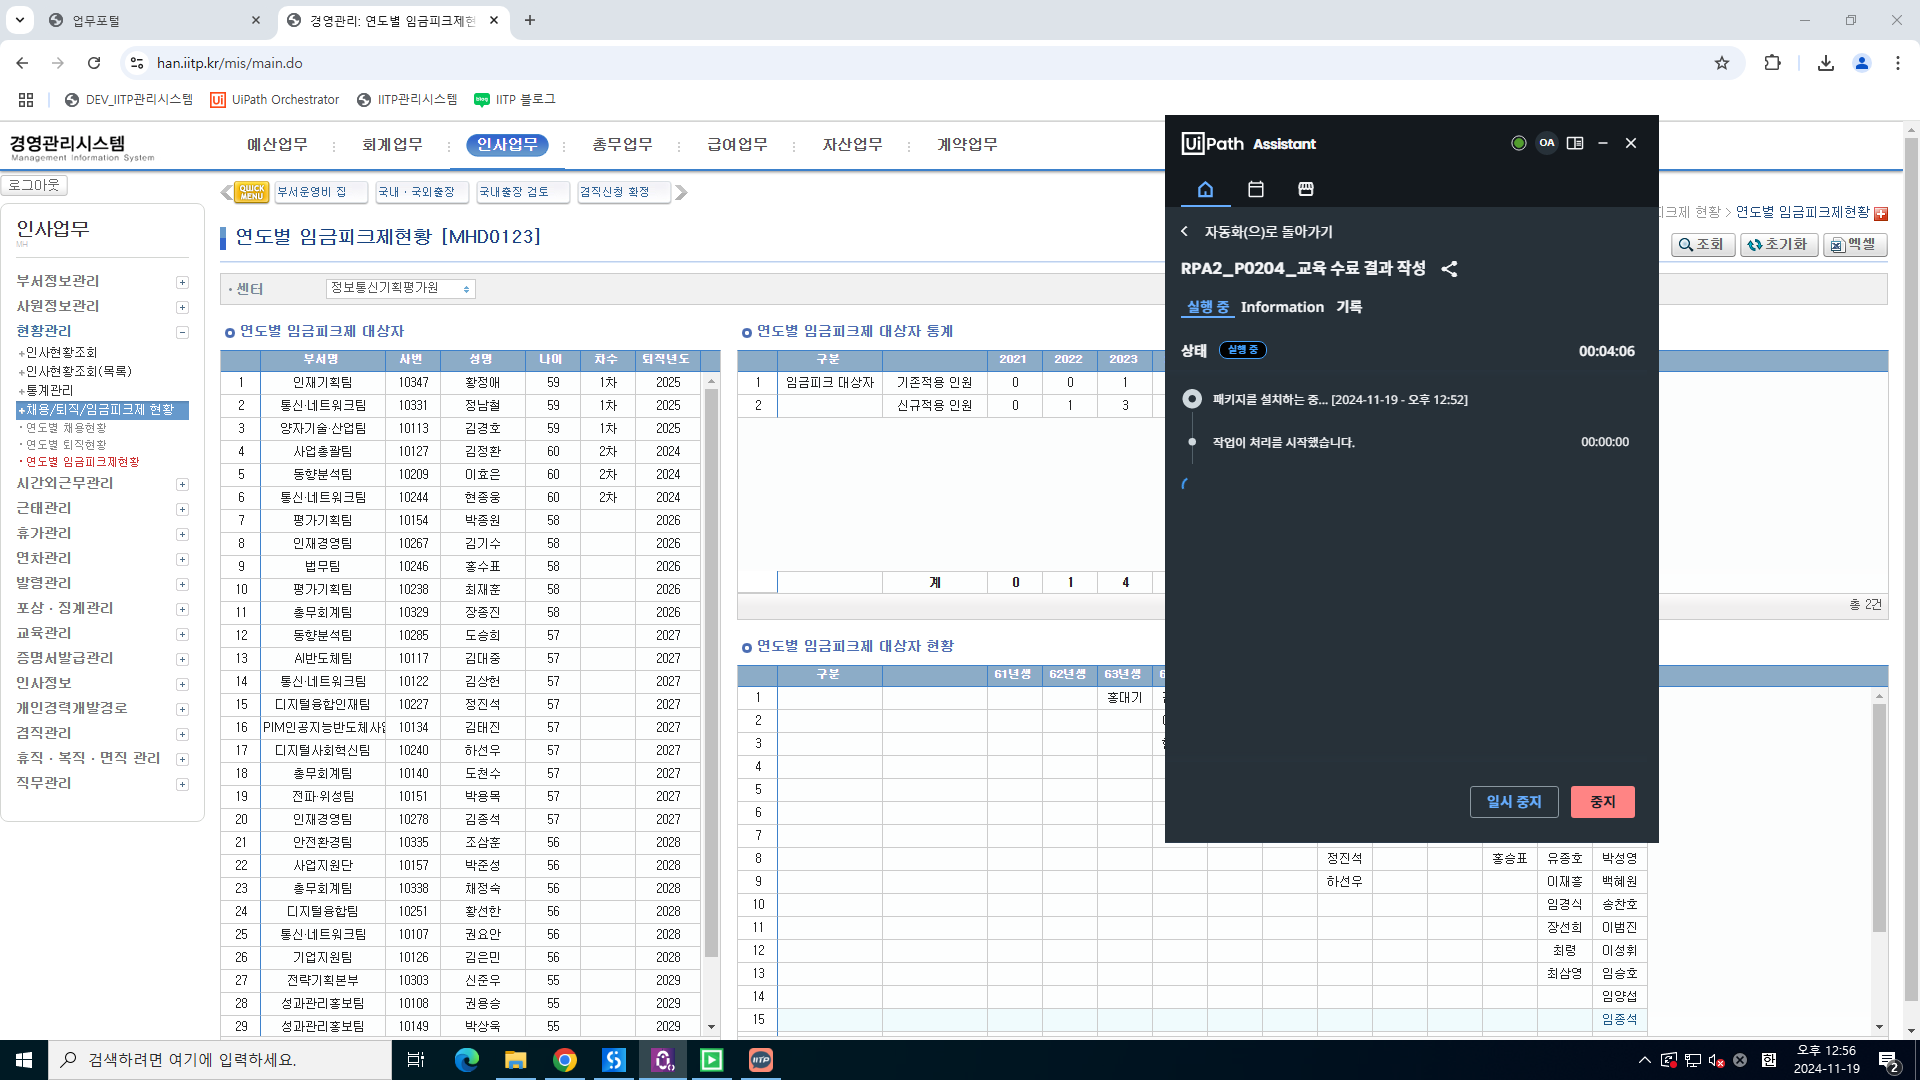 업무포털
경영관리: 연도별 임금피크제현
han.iitp.kr/mis/main.do
DEV_IITP관리시스템
UiPath Orchestrator
IITP관리시스템
IITP 블로그
경영관리시스템
Management Information System
예산업무 회계업무 인사업무 총무업무 급여업무 자산업무 계약업무
로그아웃
QUICK MENU
부서운영비 집
국내ㆍ국외출장
국내출장 검토
겸직신청 확정
인사업무
MH
부서정보관리
사원정보관리
현황관리
+인사현황조회
+인사현황조회(목록)
+통계관리
+채용/퇴직/임금피크제 현황
· 연도별 채용현황
· 연도별 퇴직현황
· 연도별 임금피크제현황
시간외근무관리
근태관리
휴가관리
연차관리
발령관리
포상ㆍ징계관리
교육관리
증명서발급관리
인사정보
개인경력개발경로
겸직관리
휴직ㆍ복직ㆍ면직 관리
직무관리
연도별 임금피크제현황 [MHD0123]
크제 현황 > 연도별 임금피크제현황
조회 초기화 엑셀
· 센터 정보통신기획평가원
연도별 임금피크제 대상자
부서명 사번 성명 나이 차수 퇴직년도
1 인재기획팀 10347 황정애 59 1차 2025
2 통신·네트워크팀 10331 정남철 59 1차 2025
3 양자기술·산업팀 10113 김경호 59 1차 2025
4 사업총괄팀 10127 김정환 60 2차 2024
5 동향분석팀 10209 이효은 60 2차 2024
6 통신·네트워크팀 10244 현종웅 60 2차 2024
7 평가기획팀 10154 박종원 58 2026
8 인재경영팀 10267 김기수 58 2026
9 법무팀 10246 홍수표 58 2026
10 평가기획팀 10238 최재훈 58 2026
11 총무회계팀 10329 장종진 58 2026
12 동향분석팀 10285 도승희 57 2027
13 AI반도체팀 10117 김대중 57 2027
14 통신·네트워크팀 10122 김상헌 57 2027
15 디지털융합인재팀 10227 정진석 57 2027
16 PIM인공지능반도체사업 10134 김태진 57 2027
17 디지털사회혁신팀 10240 하선우 57 2027
18 총무회계팀 10140 도현수 57 2027
19 전파·위성팀 10151 박용목 57 2027
20 인재경영팀 10278 김종석 57 2027
21 안전환경팀 10335 조삼훈 56 2028
22 사업지원단 10157 박준성 56 2028
23 총무회계팀 10338 채정숙 56 2028
24 디지털융합팀 10251 황선한 56 2028
25 통신·네트워크팀 10107 권요안 56 2028
26 기업지원팀 10126 김은민 56 2028
27 전략기획본부 10303 신준우 55 2029
28 성과관리홍보팀 10108 권용승 55 2029
29 성과관리홍보팀 10149 박상욱 55 2029
연도별 임금피크제 대상자 통계
구분 2021 2022 2023
1 임금피크 대상자 기존적용 인원 0 0 1
2 신규적용 인원 0 1 3
계 0 1 4
총 2건
연도별 임금피크제 대상자 현황
구분 61년생 62년생 63년생
1 홍대기
2
3
4
5
6
7
8 정진석 홍승표 유종호 박성영
9 하선우 이재홍 백혜원
10 임경식 송찬호
11 장선희 이범진
12 최령 이성휘
13 최삼영 임승호
14 임양섭
15 임종석
UiPath Assistant
OA
자동화(으)로 돌아가기
RPA2_P0204_교육 수료 결과 작성
실행 중 Information 기록
상태 실행 중 00:04:06
패키지를 설치하는 중... [2024-11-19 - 오후 12:52]
작업이 처리를 시작했습니다. 00:00:00
일시 중지 중지
검색하려면 여기에 입력하세요.
IITP
한
오후 12:56
2024-11-19
2